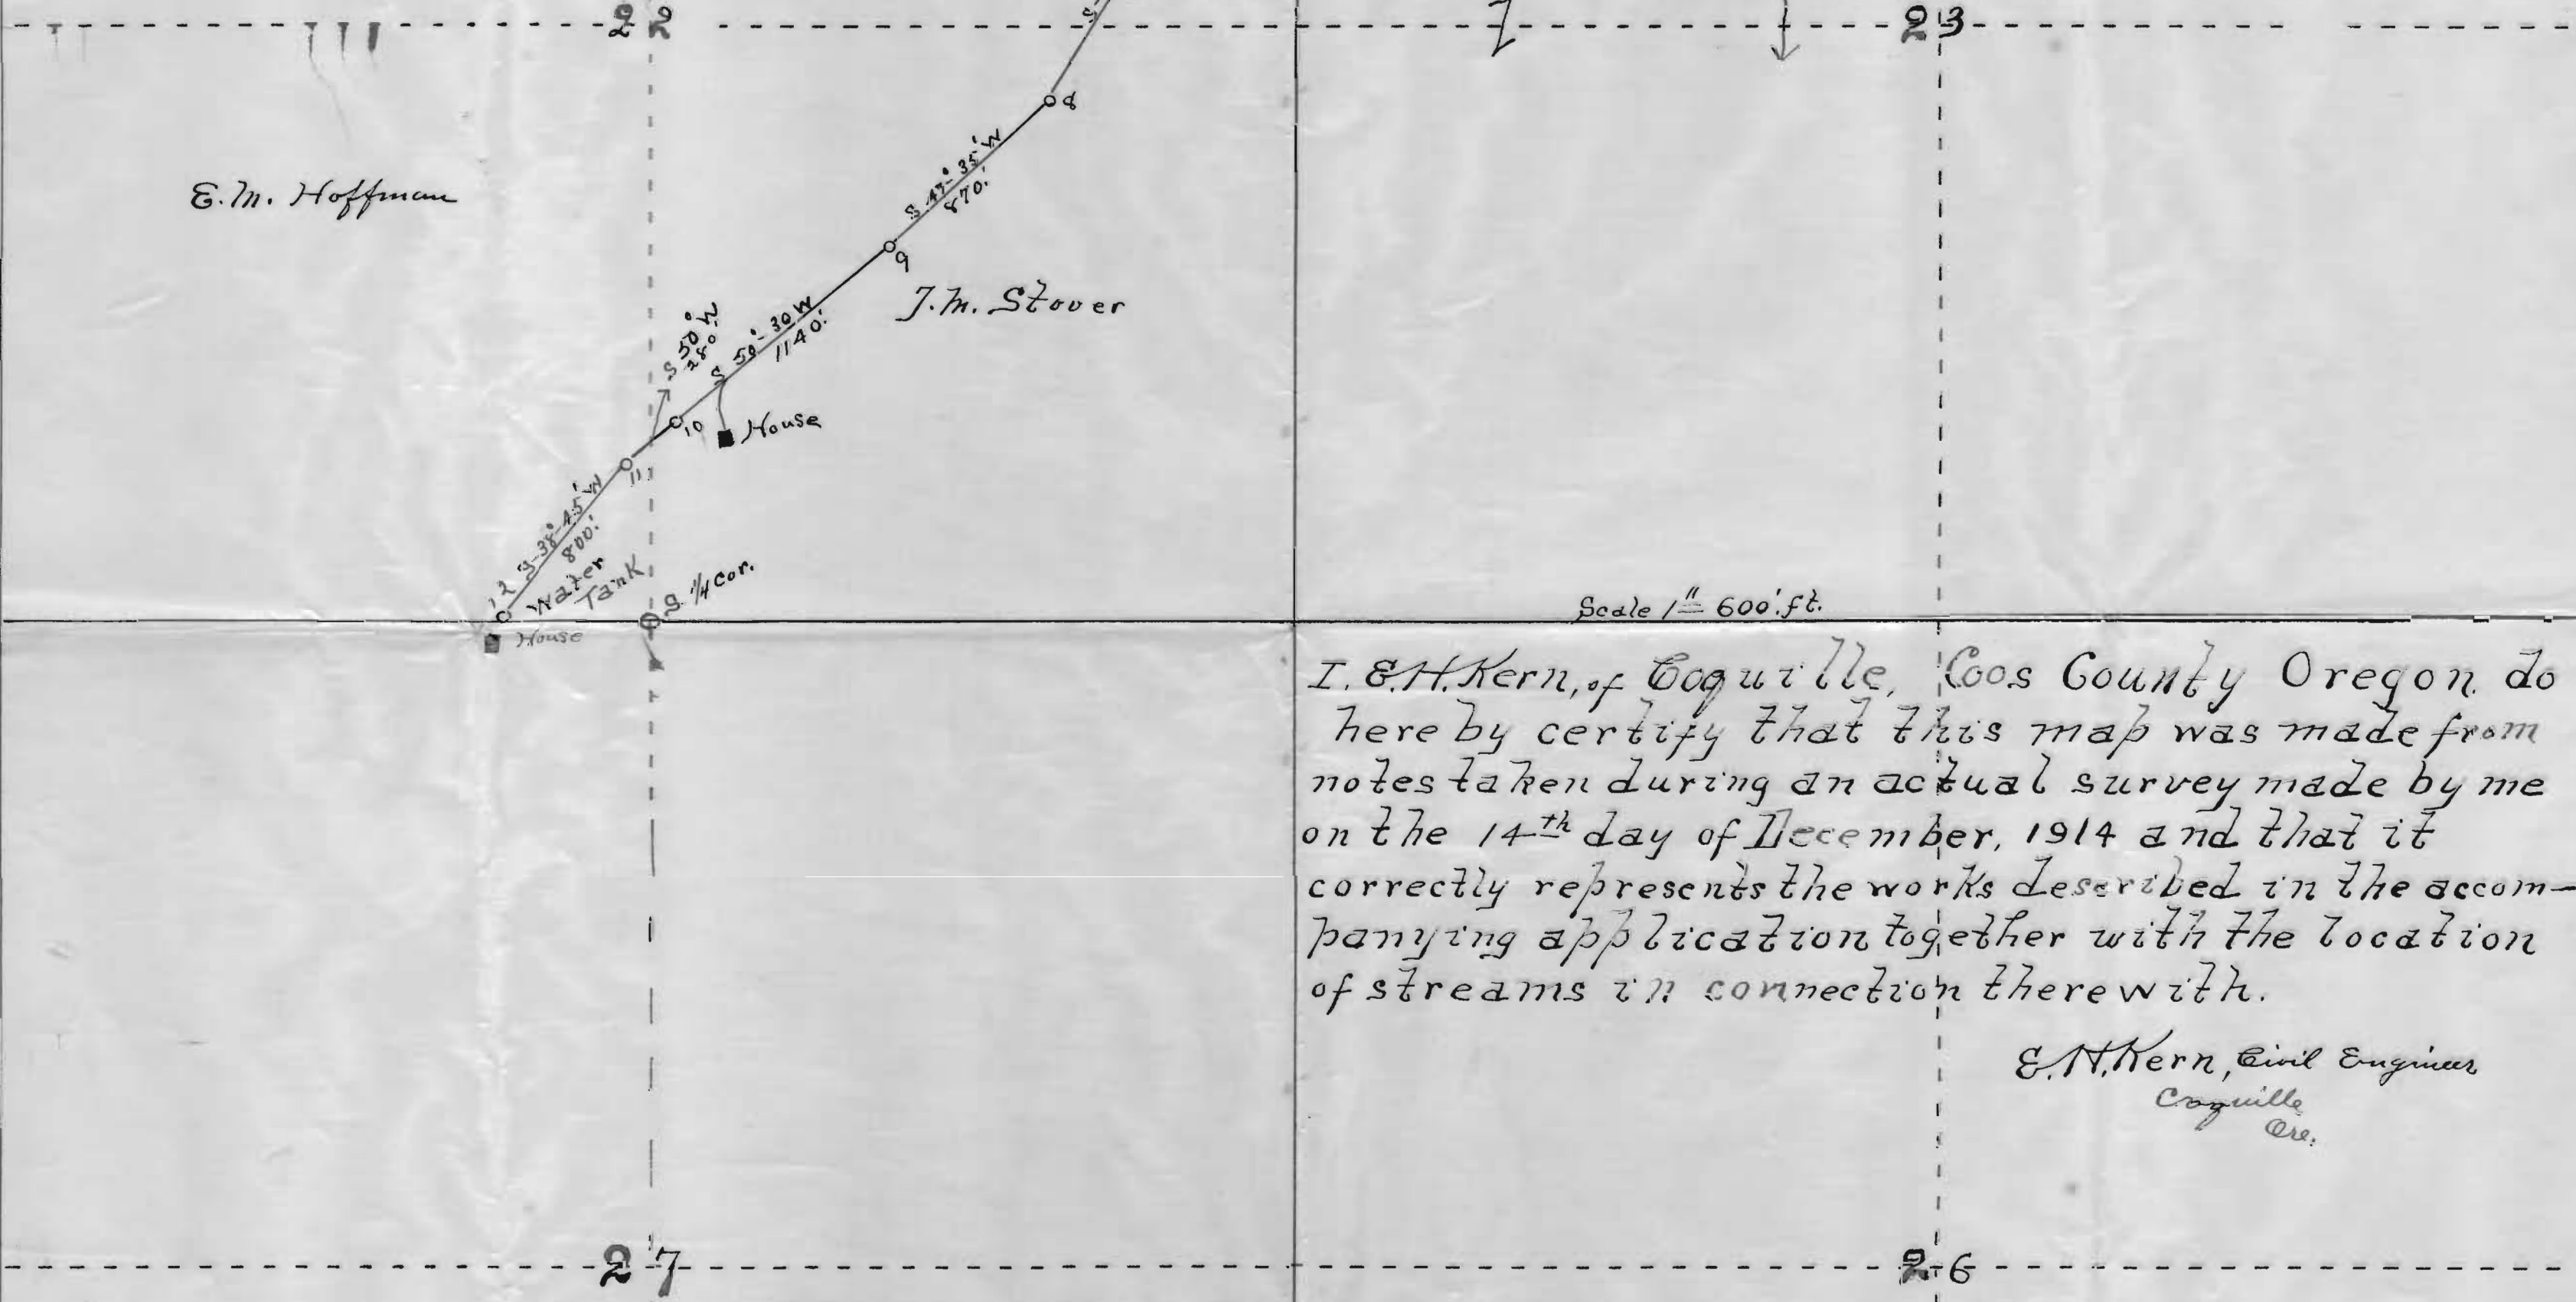 22
23
8
S 47°-35' W
870'.
E.M. Hoffman
9
J.M. Stover
S 50° W
280'
S 50°-30 W
1140'.
10
House
11
S-38°-45' W
800'.
12
Water
Tank
S. 1/4 cor.
House
Scale 1" = 600'. ft.
I. E.H. Kern, of Coquille, Coos County Oregon. do
hereby certify that this map was made from
notes taken during an actual survey made by me
on the 14th day of December, 1914 and that it
correctly represents the works described in the accom-
panying application together with the location
of streams in connection therewith.
E.H. Kern, Civil Engineer
Coquille
Ore.
27
26